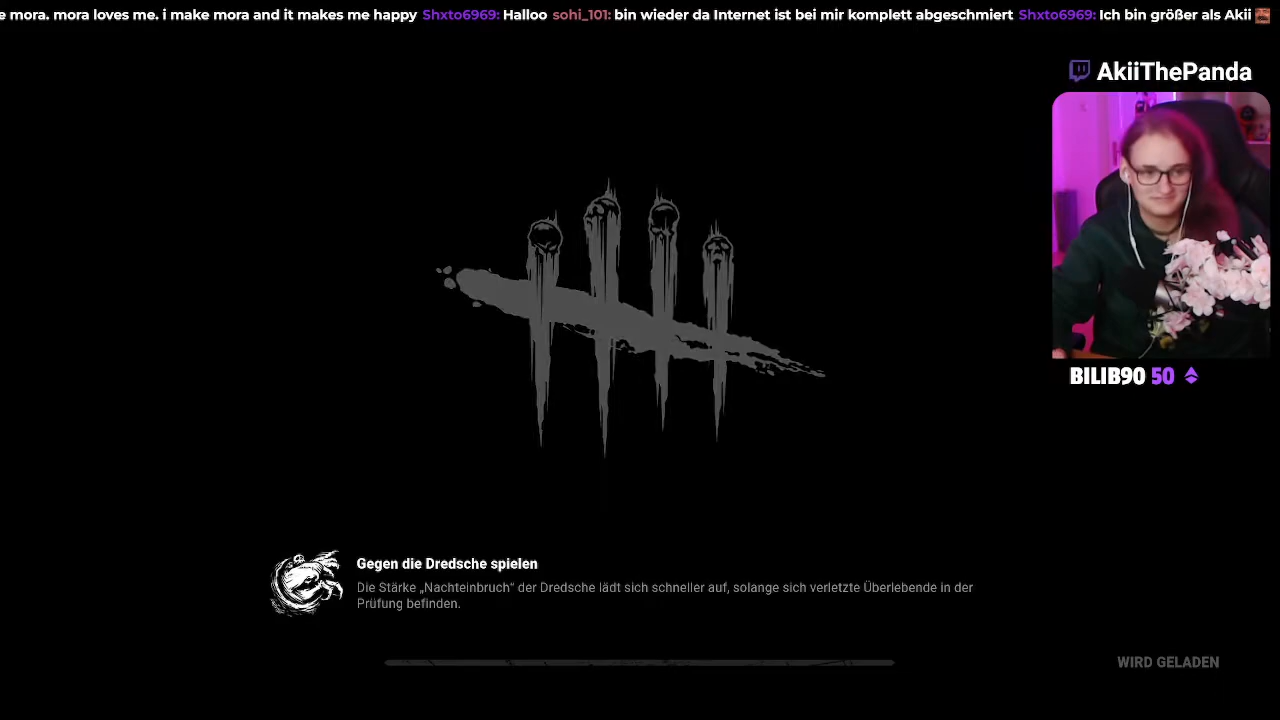 e mora. mora loves me. i make mora and it makes me happy Shxto6969: Halloo sohi_101: bin wieder da Internet ist bei mir komplett abgeschmiert Shxto6969: Ich bin größer als Akii
AkiiThePanda
BILIB90 50
Gegen die Dredsche spielen
Die Stärke „Nachteinbruch“ der Dredsche lädt sich schneller auf, solange sich verletzte Überlebende in der
Prüfung befinden.
WIRD GELADEN